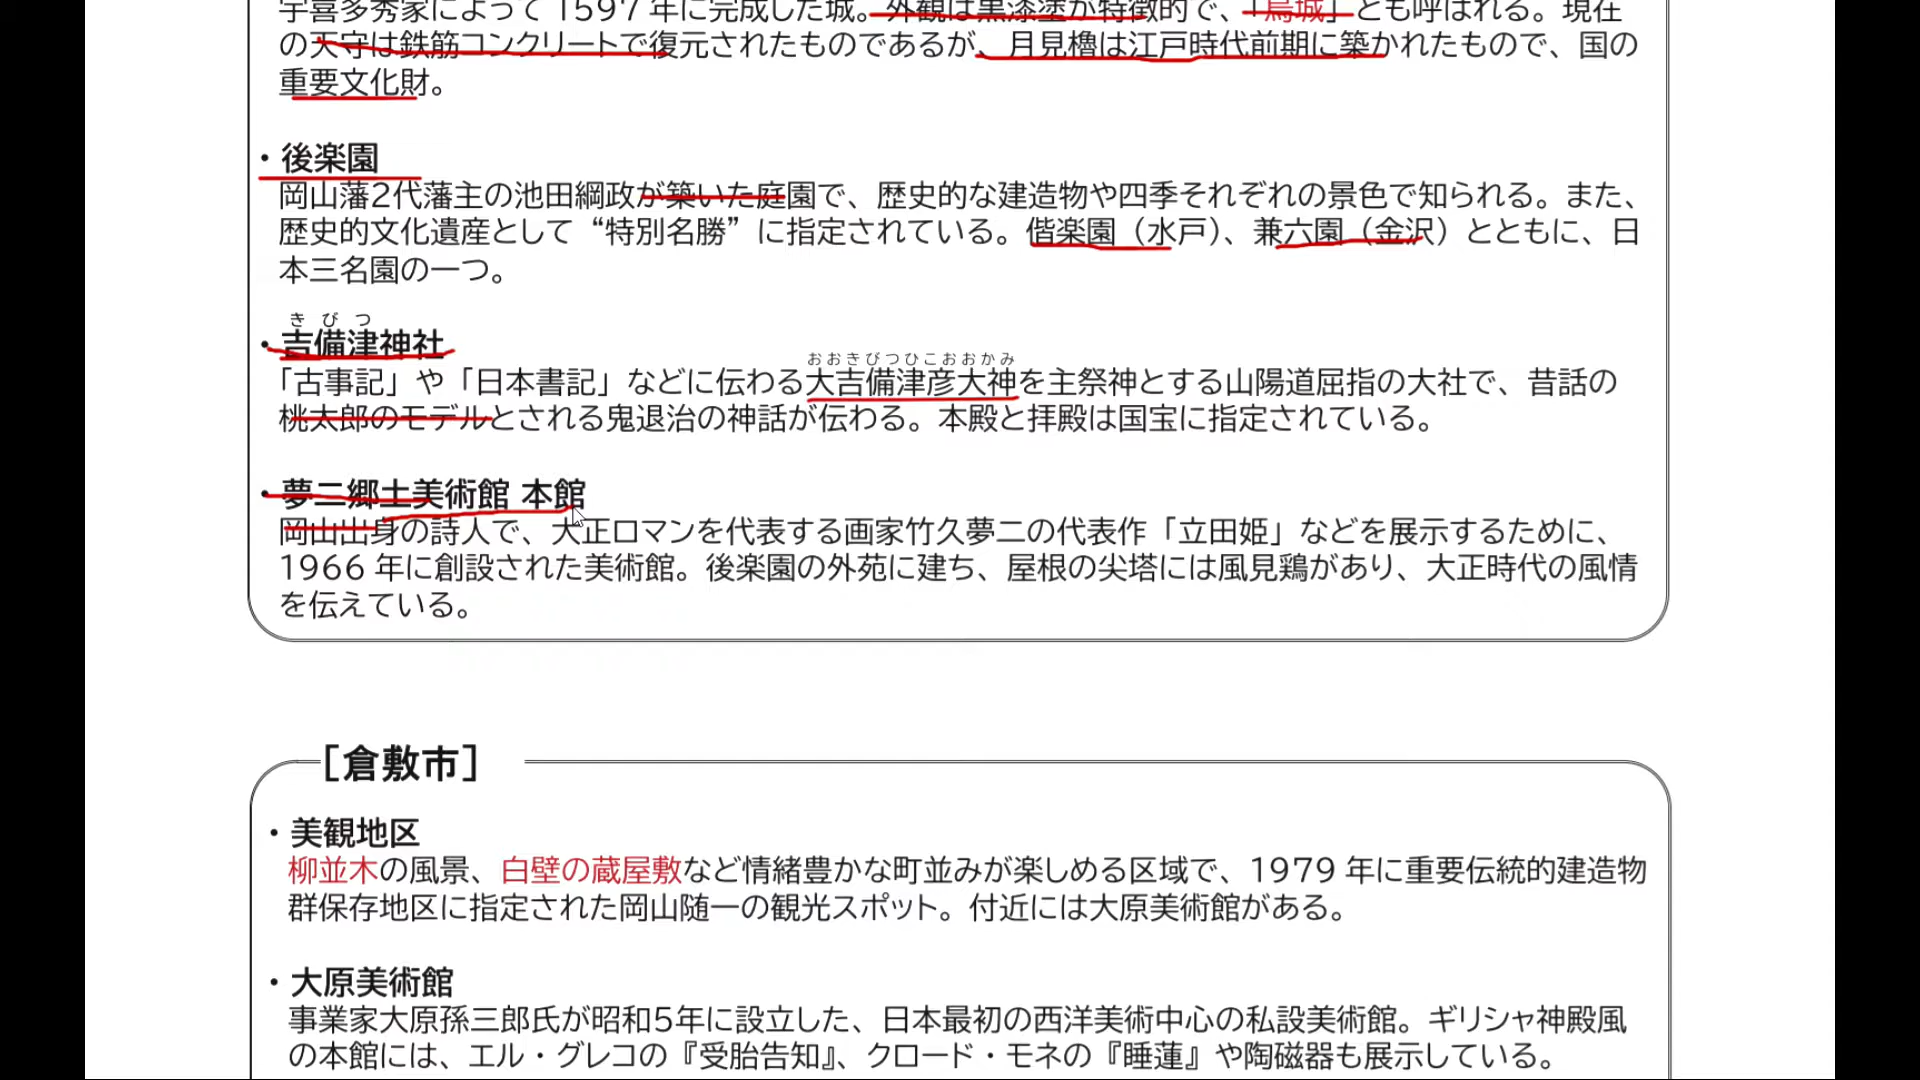 宇喜多秀家によって 1597 年に完成した城。外観は黒漆塗が特徴的で、「烏城」とも呼ばれる。現在
の天守は鉄筋コンクリートで復元されたものであるが、月見櫓は江戸時代前期に築かれたもので、国の
重要文化財。
・後楽園
岡山藩2代藩主の池田綱政が築いた庭園で、歴史的な建造物や四季それぞれの景色で知られる。また、
歴史的文化遺産として“特別名勝”に指定されている。偕楽園（水戸）、兼六園（金沢）とともに、日
本三名園の一つ。
きびつ
・吉備津神社
おおきびつひこおおかみ
「古事記」や「日本書記」などに伝わる大吉備津彦大神を主祭神とする山陽道屈指の大社で、昔話の
桃太郎のモデルとされる鬼退治の神話が伝わる。本殿と拝殿は国宝に指定されている。
・夢二郷土美術館 本館
岡山出身の詩人で、大正ロマンを代表する画家竹久夢二の代表作「立田姫」などを展示するために、
1966 年に創設された美術館。後楽園の外苑に建ち、屋根の尖塔には風見鶏があり、大正時代の風情
を伝えている。
［倉敷市］
・美観地区
柳並木の風景、白壁の蔵屋敷など情緒豊かな町並みが楽しめる区域で、1979 年に重要伝統的建造物
群保存地区に指定された岡山随一の観光スポット。付近には大原美術館がある。
・大原美術館
事業家大原孫三郎氏が昭和5年に設立した、日本最初の西洋美術中心の私設美術館。ギリシャ神殿風
の本館には、エル・グレコの『受胎告知』、クロード・モネの『睡蓮』や陶磁器も展示している。